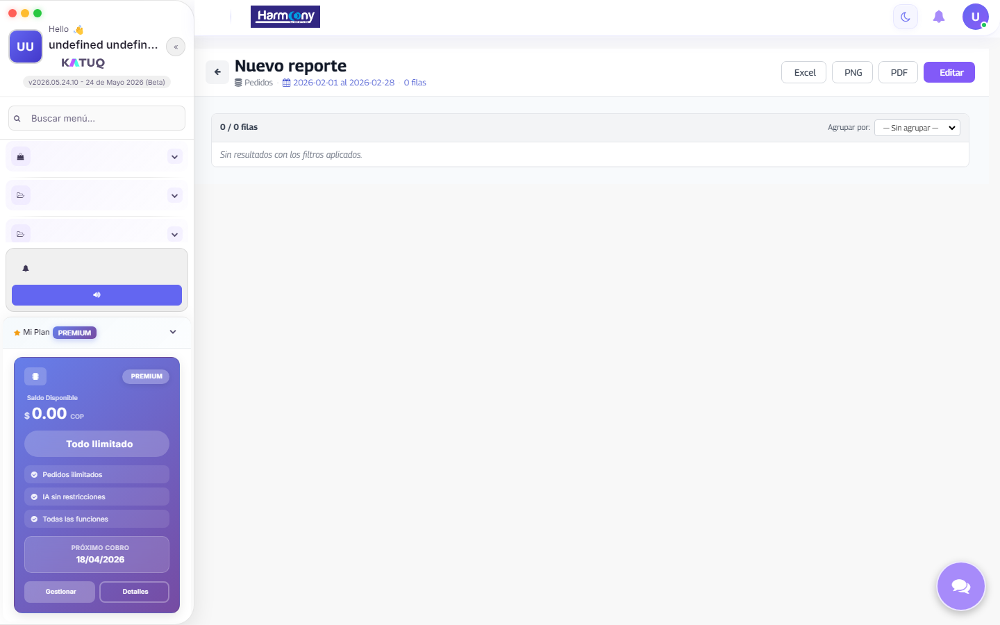 Hello 👋
UU
undefined undefin...
«
KATUQ
v2026.05.24.10 - 24 de Mayo 2026 (Beta)
Buscar menú...
Mi Plan PREMIUM
PREMIUM
Saldo Disponible
$ 0.00 COP
Todo Ilimitado
Pedidos ilimitados
IA sin restricciones
Todas las funciones
PRÓXIMO COBRO
18/04/2026
Gestionar Detalles
Harmony
U
Nuevo reporte
Pedidos · 2026-02-01 al 2026-02-28 · 0 filas
Excel PNG PDF Editar
0 / 0 filas
Agrupar por: — Sin agrupar —
Sin resultados con los filtros aplicados.